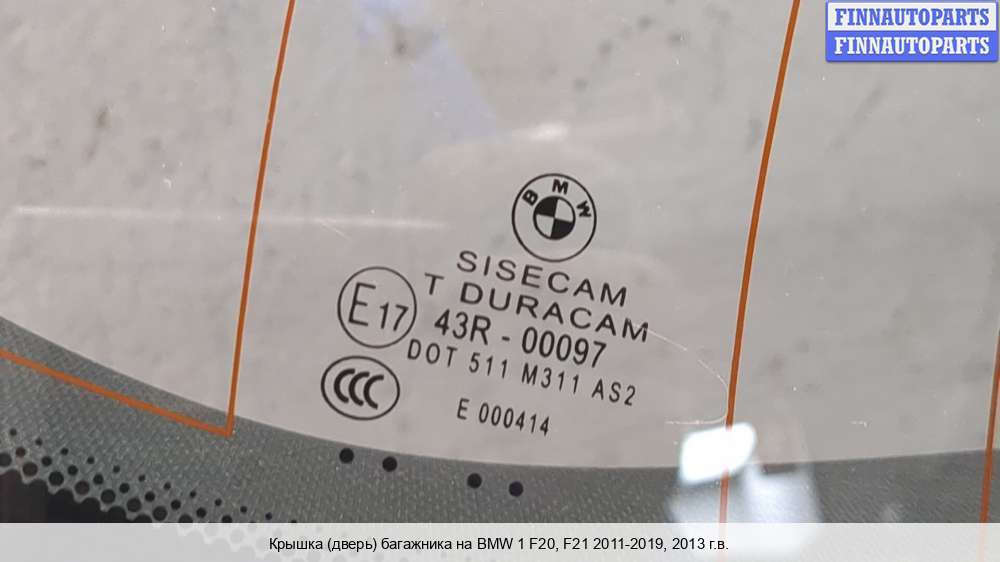 FINNAUTOPARTS
FINNAUTOPARTS
BMW
SISECAM
T DURACAM
E17
43R - 00097
DOT 511 M311 AS2
CCC
E 000414
Крышка (дверь) багажника на BMW 1 F20, F21 2011-2019, 2013 г.в.